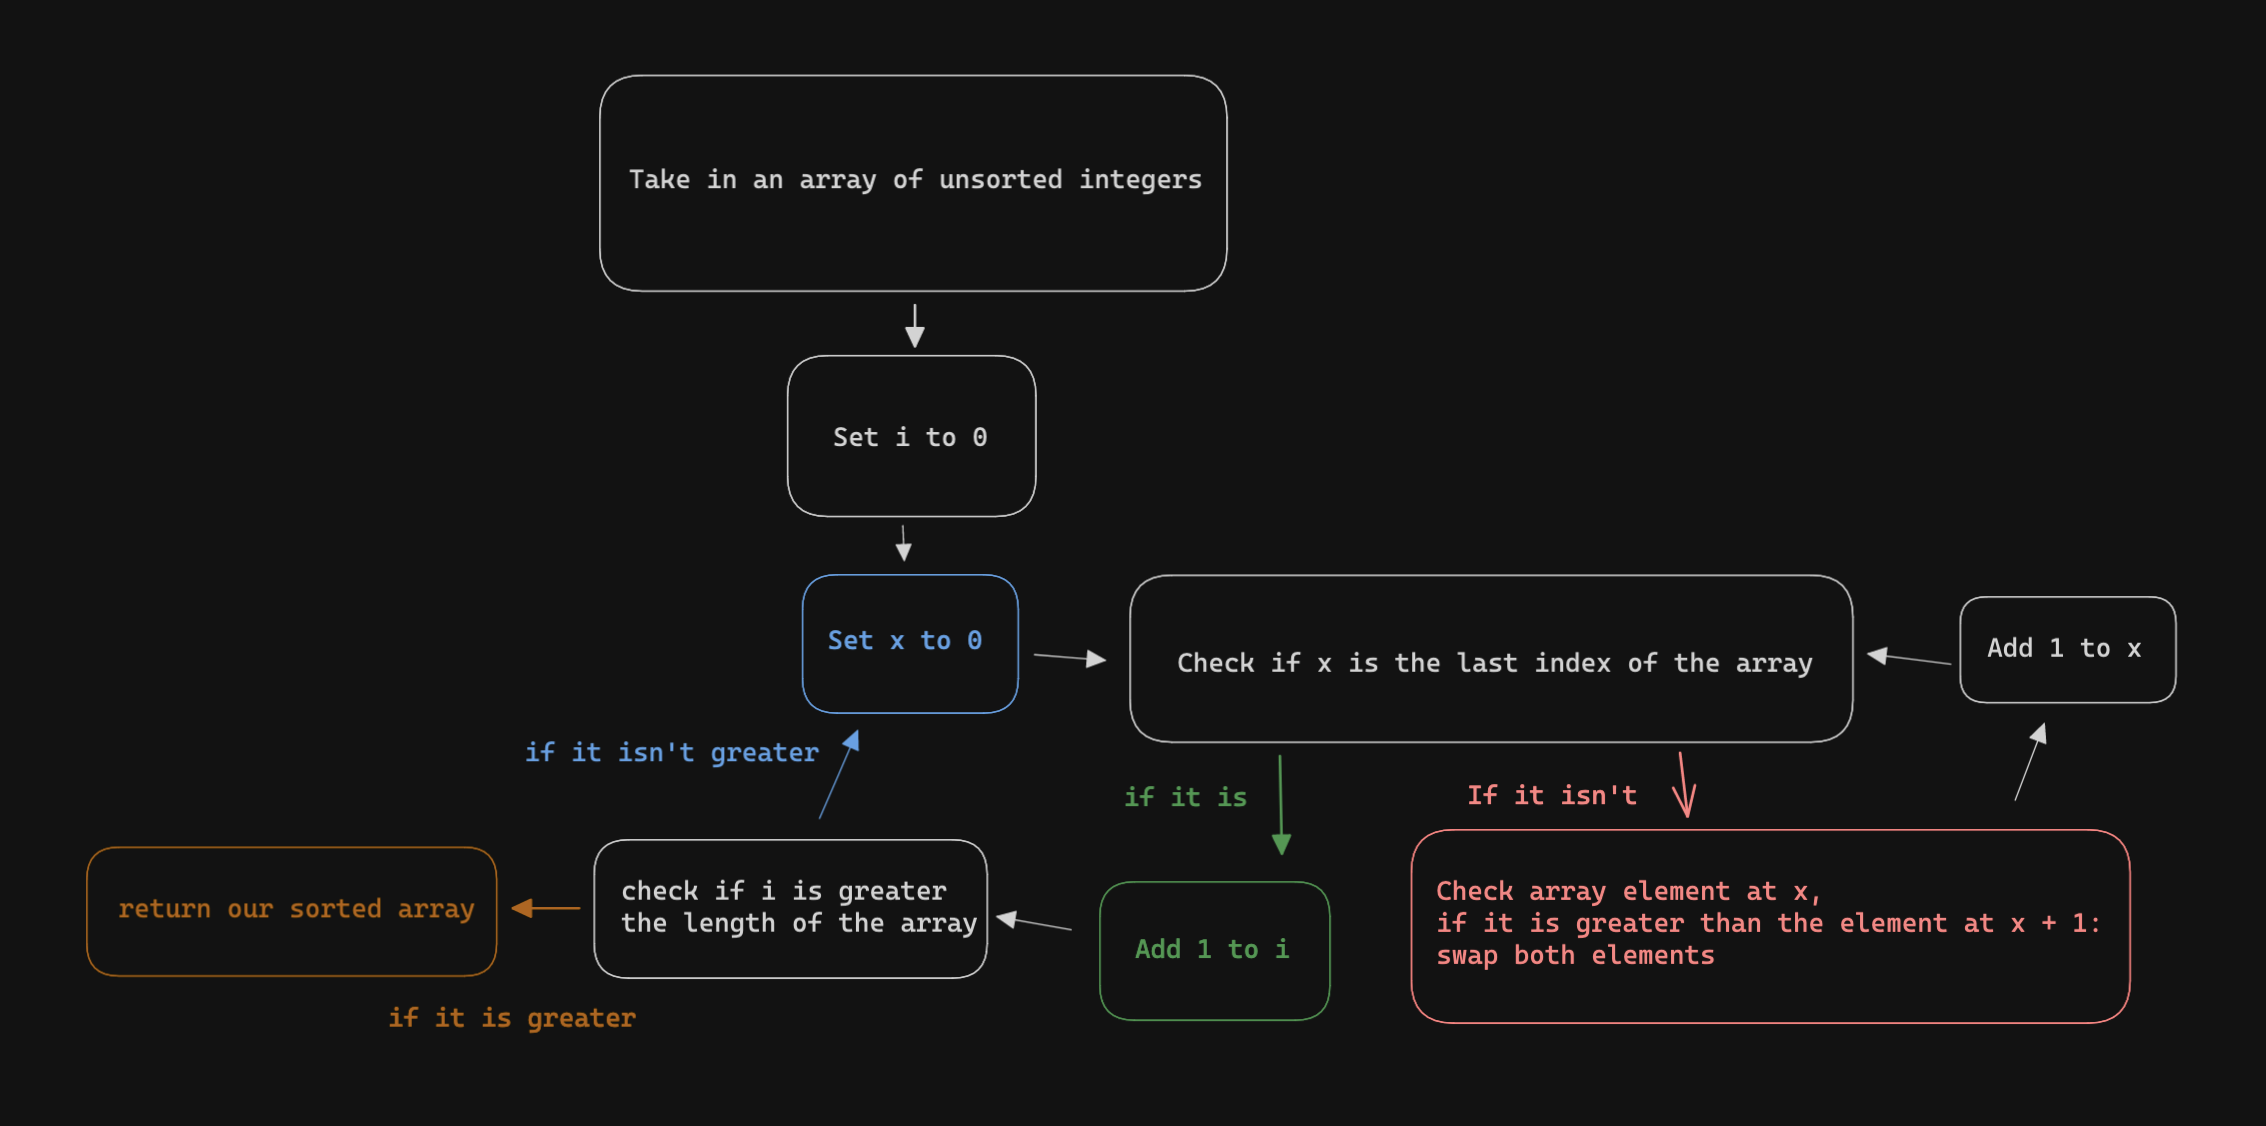 Take in an array of unsorted integers
Set i to 0
Set x to 0
Check if x is the last index of the array
Add 1 to x
if it isn't greater
if it is
If it isn't
return our sorted array
check if i is greater
the length of the array
Add 1 to i
Check array element at x,
if it is greater than the element at x + 1:
swap both elements
if it is greater